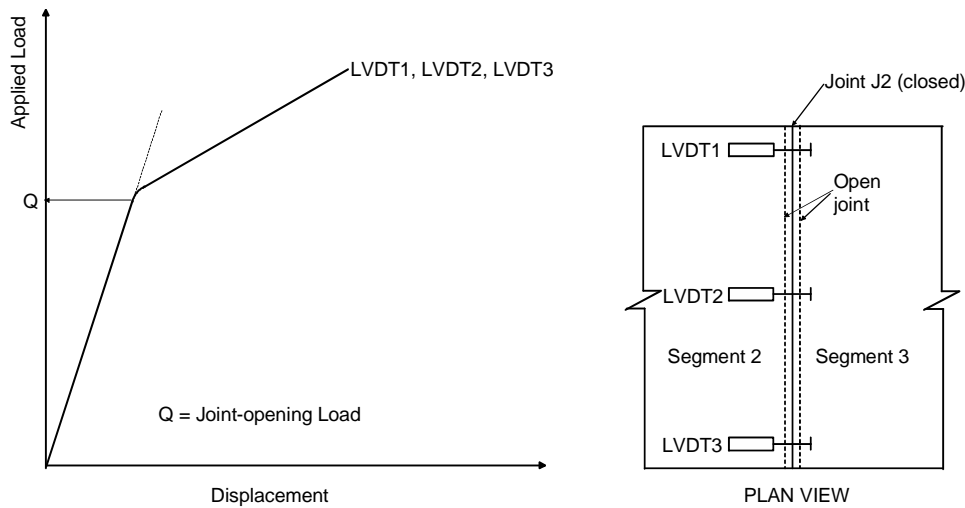 Applied Load
LVDT1, LVDT2, LVDT3
Q
Q = Joint-opening Load
Displacement
Joint J2 (closed)
LVDT1
Open
joint
LVDT2
Segment 2
Segment 3
LVDT3
PLAN VIEW